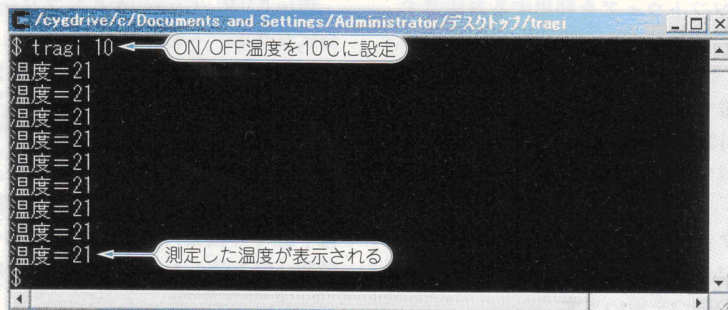 /cygdrive/c/Documents and Settings/Administrator/デスクトップ/tragi
$ tragi 10
ON/OFF温度を10℃に設定
温度=21
温度=21
温度=21
温度=21
温度=21
温度=21
温度=21
温度=21
温度=21
測定した温度が表示される
$